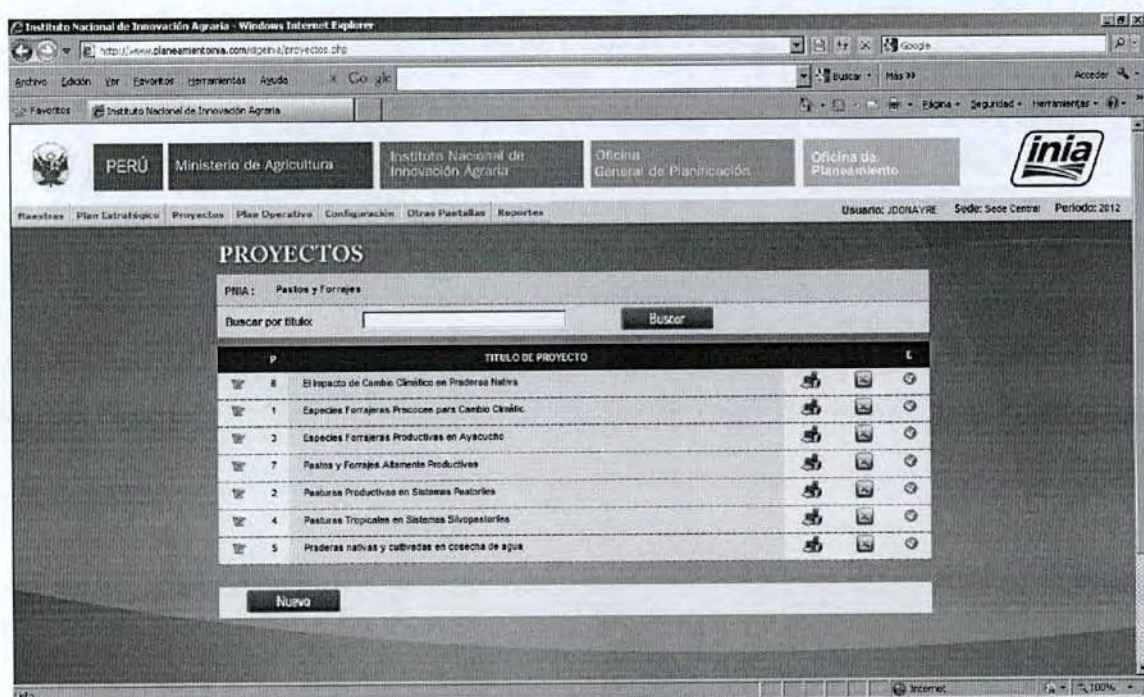 Instituto Nacional de Innovación Agraria - Windows Internet Explorer
http://www.planeamientoinia.com/sigeinia/proyectos.php
Google
Archivo Edición Ver Favoritos Herramientas Ayuda
Google
Buscar
Más >>
Acceder
Favoritos
Instituto Nacional de Innovación Agraria
Página Seguridad Herramientas
PERÚ
Ministerio de Agricultura
Instituto Nacional de Innovación Agraria
Oficina General de Planificación
Oficina de Planeamiento
inia
Maestras Plan Estratégico Proyectos Plan Operativo Configuración Otras Pantallas Reportes
Usuario: JDONAYRE Sede: Sede Central Periodo: 2012
PROYECTOS
PNIA : Pastos y Forrajes
Buscar por titulo:
Buscar
P TITULO DE PROYECTO E
8 El Impacto de Cambio Climático en Praderas Nativa
1 Especies Forrajeras Precoces para Cambio Climátic
3 Especies Forrajeras Productivas en Ayacucho
7 Pastos y Forrajes Altamente Productivos
2 Pasturas Productivas en Sistemas Pastoriles
4 Pasturas Tropicales en Sistemas Silvopastoriles
5 Praderas nativas y cultivadas en cosecha de agua
Nuevo
Listo
Internet
100%